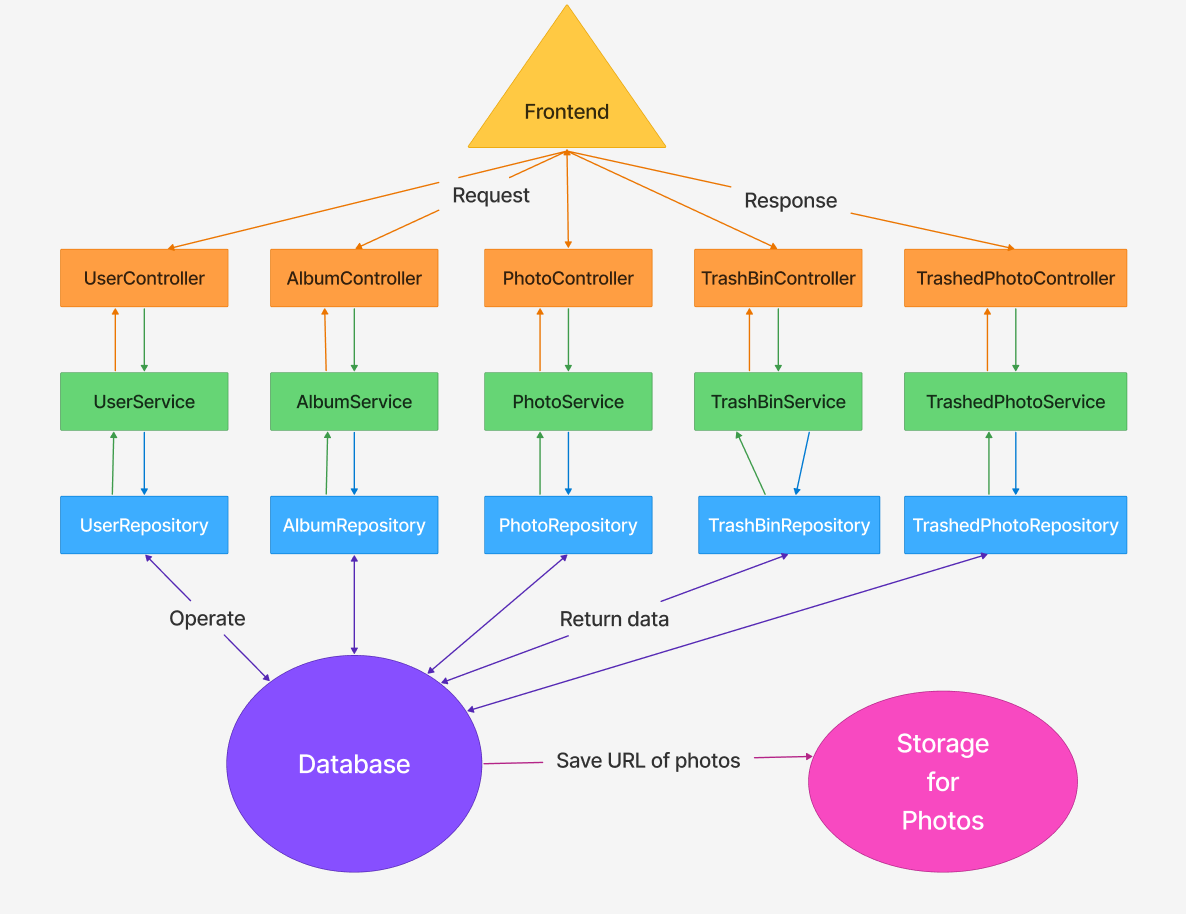 Frontend
Request
Response
UserController
AlbumController
PhotoController
TrashBinController
TrashedPhotoController
UserService
AlbumService
PhotoService
TrashBinService
TrashedPhotoService
UserRepository
AlbumRepository
PhotoRepository
TrashBinRepository
TrashedPhotoRepository
Operate
Return data
Database
Save URL of photos
Storage
for
Photos